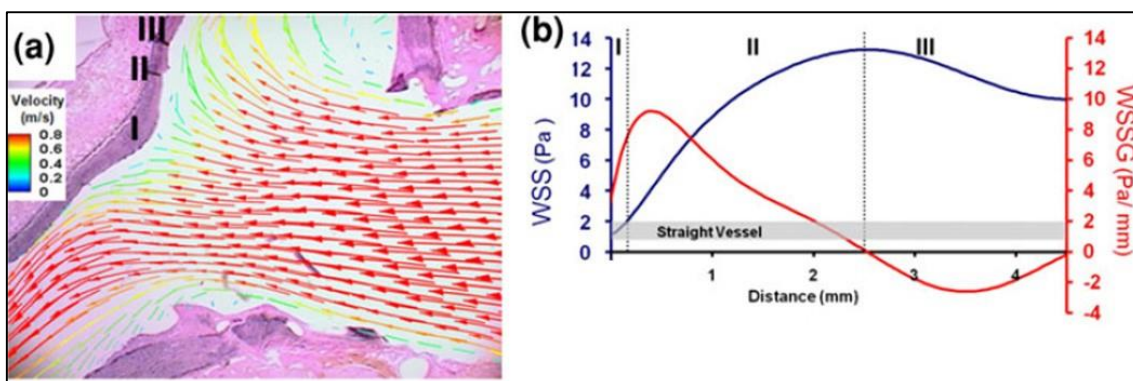 (a)
III
II
I
Velocity
(m/s)
0.8
0.6
0.4
0.2
0
(b)
I
II
III
WSS (Pa)
14
12
10
8
6
4
2
0
Straight Vessel
1
2
3
4
Distance (mm)
14
12
10
8
6
4
2
0
-2
-4
WSSG (Pa/ mm)